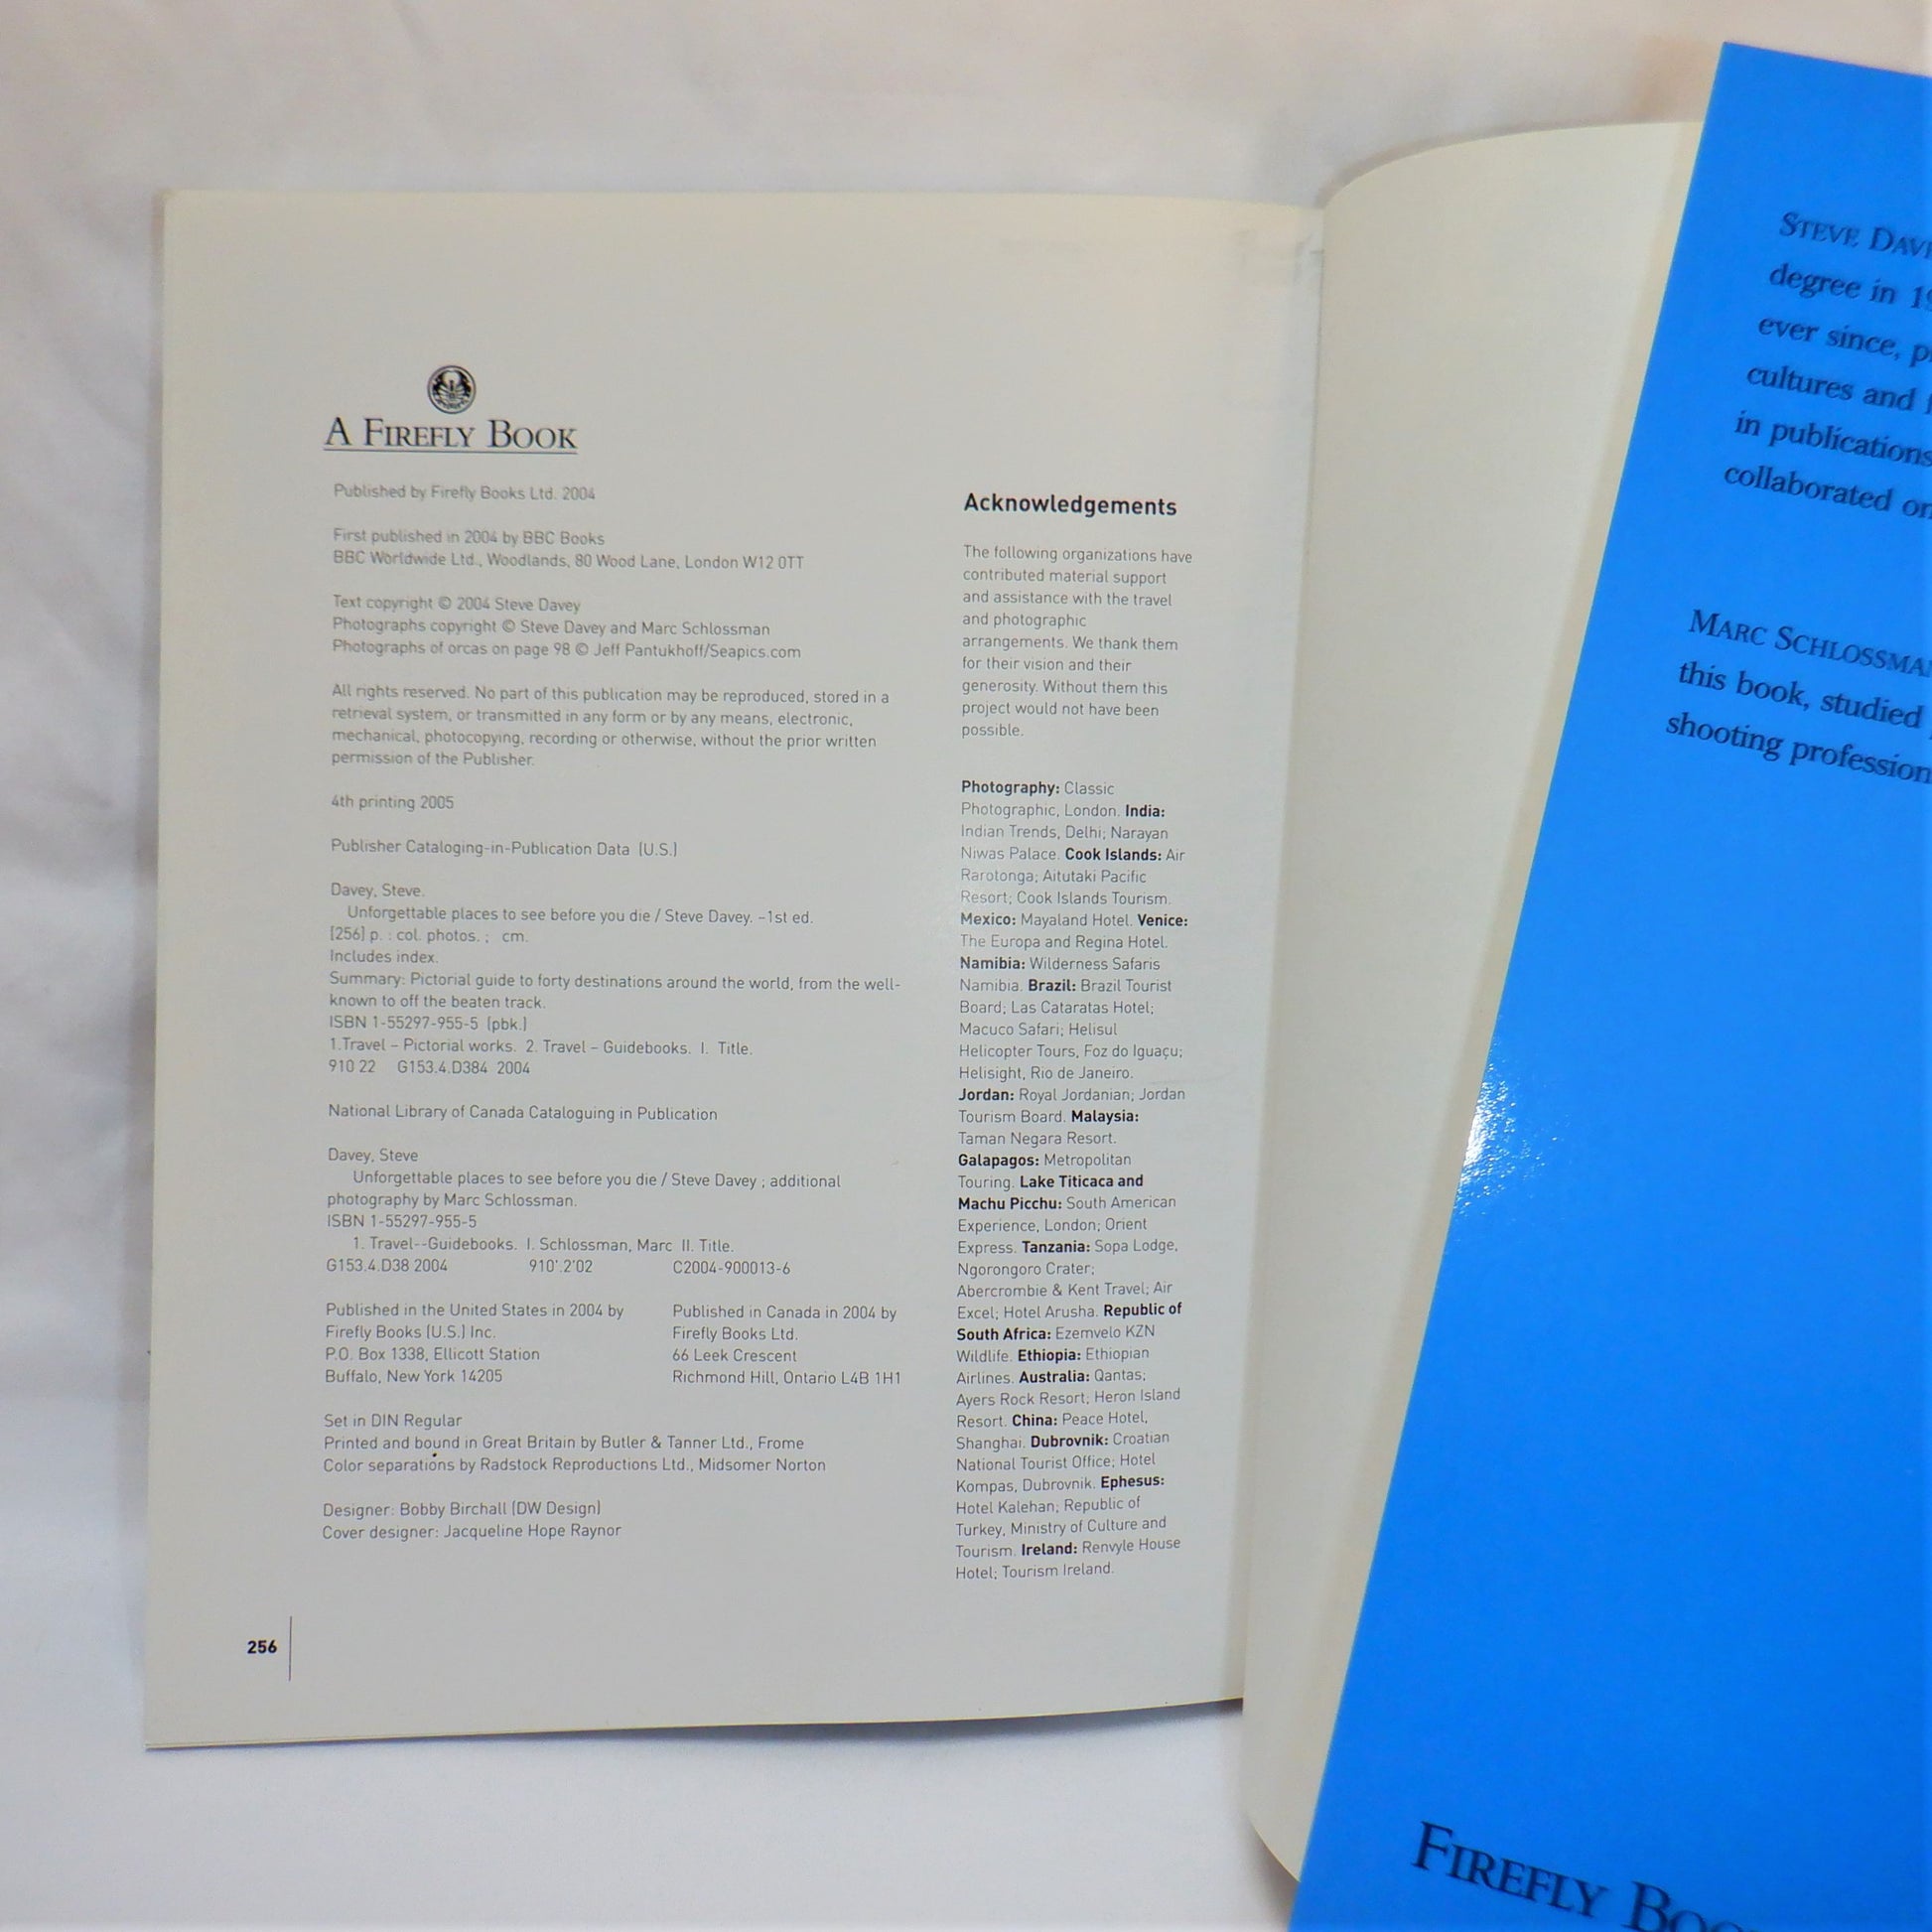 A FIREFLY BOOK
Published by Firefly Books Ltd. 2004
First published in 2004 by BBC Books
BBC Worldwide Ltd., Woodlands, 80 Wood Lane, London W12 0TT
Text copyright © 2004 Steve Davey
Photographs copyright © Steve Davey and Marc Schlossman
Photographs of orcas on page 98 © Jeff Pantukhoff/Seapics.com
All rights reserved. No part of this publication may be reproduced, stored in a
retrieval system, or transmitted in any form or by any means, electronic,
mechanical, photocopying, recording or otherwise, without the prior written
permission of the Publisher.
4th printing 2005
Publisher Cataloging-in-Publication Data (U.S.)
Davey, Steve.
Unforgettable places to see before you die / Steve Davey. –1st ed.
[256] p. : col. photos. ; cm.
Includes index.
Summary: Pictorial guide to forty destinations around the world, from the well-
known to off the beaten track.
ISBN 1-55297-955-5 (pbk.)
1.Travel – Pictorial works. 2. Travel – Guidebooks. I. Title.
910 22 G153.4.D384 2004
National Library of Canada Cataloguing in Publication
Davey, Steve
Unforgettable places to see before you die / Steve Davey ; additional
photography by Marc Schlossman.
ISBN 1-55297-955-5
1. Travel--Guidebooks. I. Schlossman, Marc II. Title.
G153.4.D38 2004 910'.2'02 C2004-900013-6
Published in the United States in 2004 by
Firefly Books (U.S.) Inc.
P.O. Box 1338, Ellicott Station
Buffalo, New York 14205
Published in Canada in 2004 by
Firefly Books Ltd.
66 Leek Crescent
Richmond Hill, Ontario L4B 1H1
Set in DIN Regular
Printed and bound in Great Britain by Butler & Tanner Ltd., Frome
Color separations by Radstock Reproductions Ltd., Midsomer Norton
Designer: Bobby Birchall (DW Design)
Cover designer: Jacqueline Hope Raynor
256
Acknowledgements
The following organizations have
contributed material support
and assistance with the travel
and photographic
arrangements. We thank them
for their vision and their
generosity. Without them this
project would not have been
possible.
Photography: Classic
Photographic, London. India:
Indian Trends, Delhi; Narayan
Niwas Palace. Cook Islands: Air
Rarotonga; Aitutaki Pacific
Resort; Cook Islands Tourism.
Mexico: Mayaland Hotel. Venice:
The Europa and Regina Hotel.
Namibia: Wilderness Safaris
Namibia. Brazil: Brazil Tourist
Board; Las Cataratas Hotel;
Macuco Safari; Helisul
Helicopter Tours, Foz do Iguaçu;
Helisight, Rio de Janeiro.
Jordan: Royal Jordanian; Jordan
Tourism Board. Malaysia:
Taman Negara Resort.
Galapagos: Metropolitan
Touring. Lake Titicaca and
Machu Picchu: South American
Experience, London; Orient
Express. Tanzania: Sopa Lodge,
Ngorongoro Crater;
Abercrombie & Kent Travel; Air
Excel; Hotel Arusha. Republic of
South Africa: Ezemvelo KZN
Wildlife. Ethiopia: Ethiopian
Airlines. Australia: Qantas;
Ayers Rock Resort; Heron Island
Resort. China: Peace Hotel,
Shanghai. Dubrovnik: Croatian
National Tourist Office; Hotel
Kompas, Dubrovnik. Ephesus:
Hotel Kalehan; Republic of
Turkey, Ministry of Culture and
Tourism. Ireland: Renvyle House
Hotel; Tourism Ireland.
STEVE
degree in
ever since,
cultures and
in publications
collaborated
MARC
this book, studied
shooting
FIREFLY